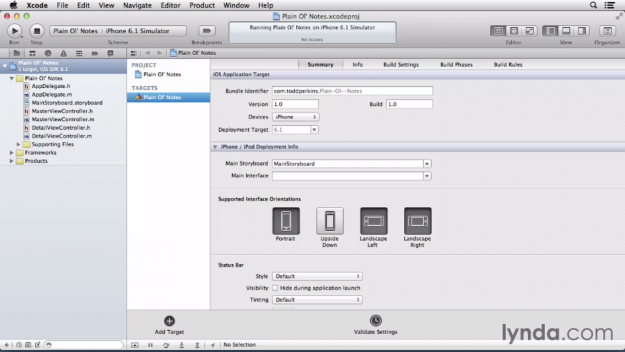 Xcode File Edit View Navigate Editor Product Window Help
Plain Ol' Notes.xcodeproj
Run Stop
Plain Ol' Notes iPhone 6.1 Simulator
Scheme
Breakpoints
Running Plain Ol' Notes on iPhone 6.1 Simulator
No Issues
Editor View Organizer
Plain Ol' Notes
Plain Ol' Notes
2 target, iOS SDK 6.1
Plain Ol' Notes
AppDelegate.h
AppDelegate.m
MainStoryboard.storyboard
MasterViewController.h
MasterViewController.m
DetailViewController.h
DetailViewController.m
Supporting Files
Frameworks
Products
PROJECT
Plain Ol' Notes
TARGETS
Plain Ol' Notes
Summary Info Build Settings Build Phases Build Rules
iOS Application Target
Bundle Identifier com.toddperkins.Plain-Ol--Notes
Version 1.0 Build 1.0
Devices iPhone
Deployment Target 6.1
iPhone / iPod Deployment Info
Main Storyboard MainStoryboard
Main Interface
Supported Interface Orientations
Portrait
Upside Down
Landscape Left
Landscape Right
Status Bar
Style Default
Visibility Hide during application launch
Tinting Default
Add Target
Validate Settings
No Selection
lynda.com